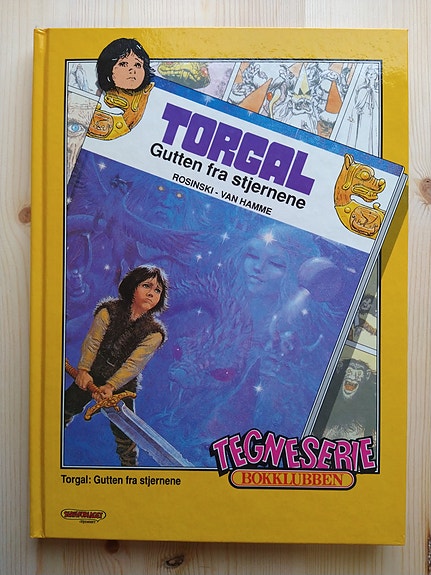 TORGAL
Gutten fra stjernene
ROSINSKI - VAN HAMME
TEGNESERIE
BOKKLUBBEN
Torgal: Gutten fra stjernene